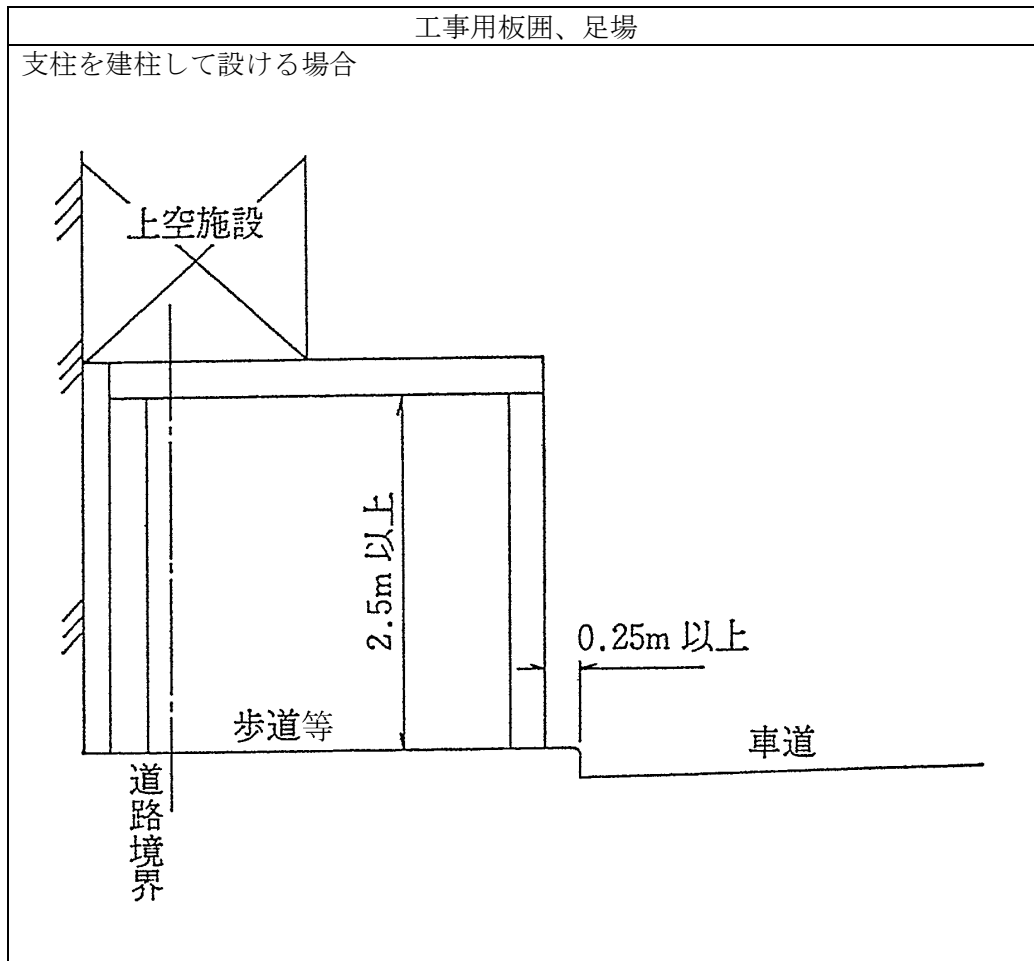 工事用板囲、足場
支柱を建柱して設ける場合
上空施設
2.5m 以上
0.25m 以上
歩道等
車道
道路境界